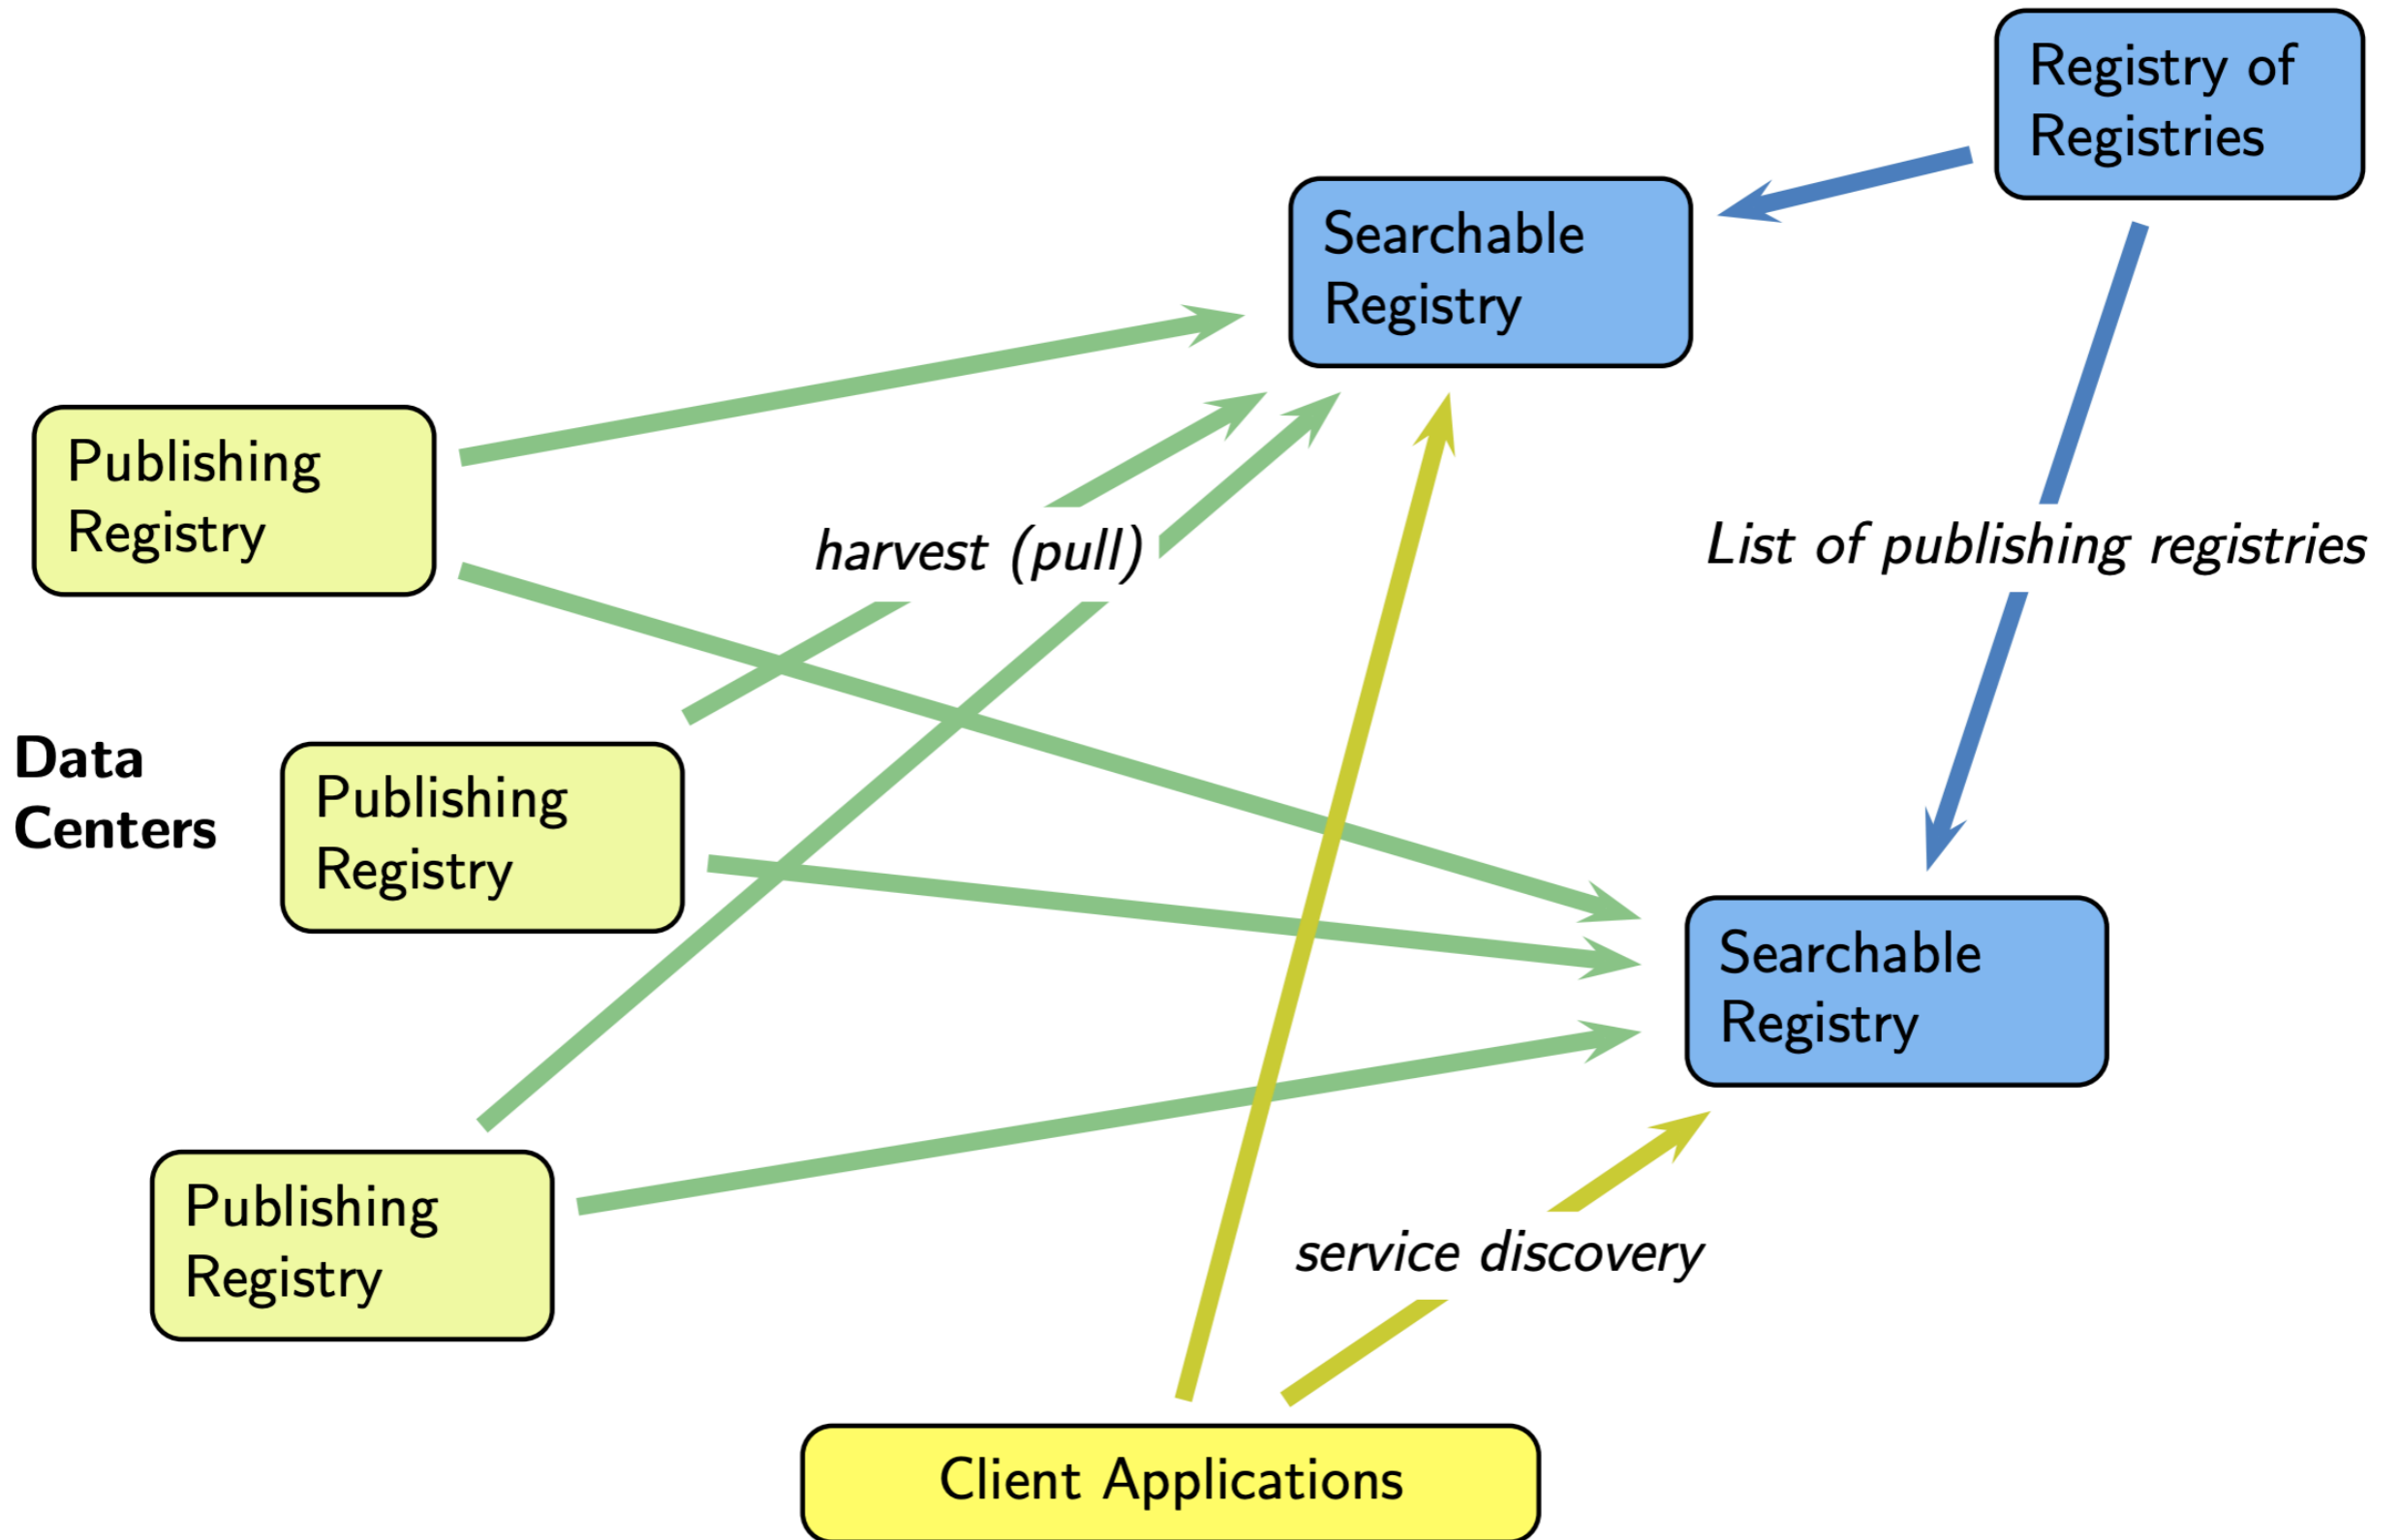 Registry of
Registries
Searchable
Registry
Publishing
Registry
harvest (pull)
List of publishing registries
Data
Centers
Publishing
Registry
Searchable
Registry
Publishing
Registry
service discovery
Client Applications